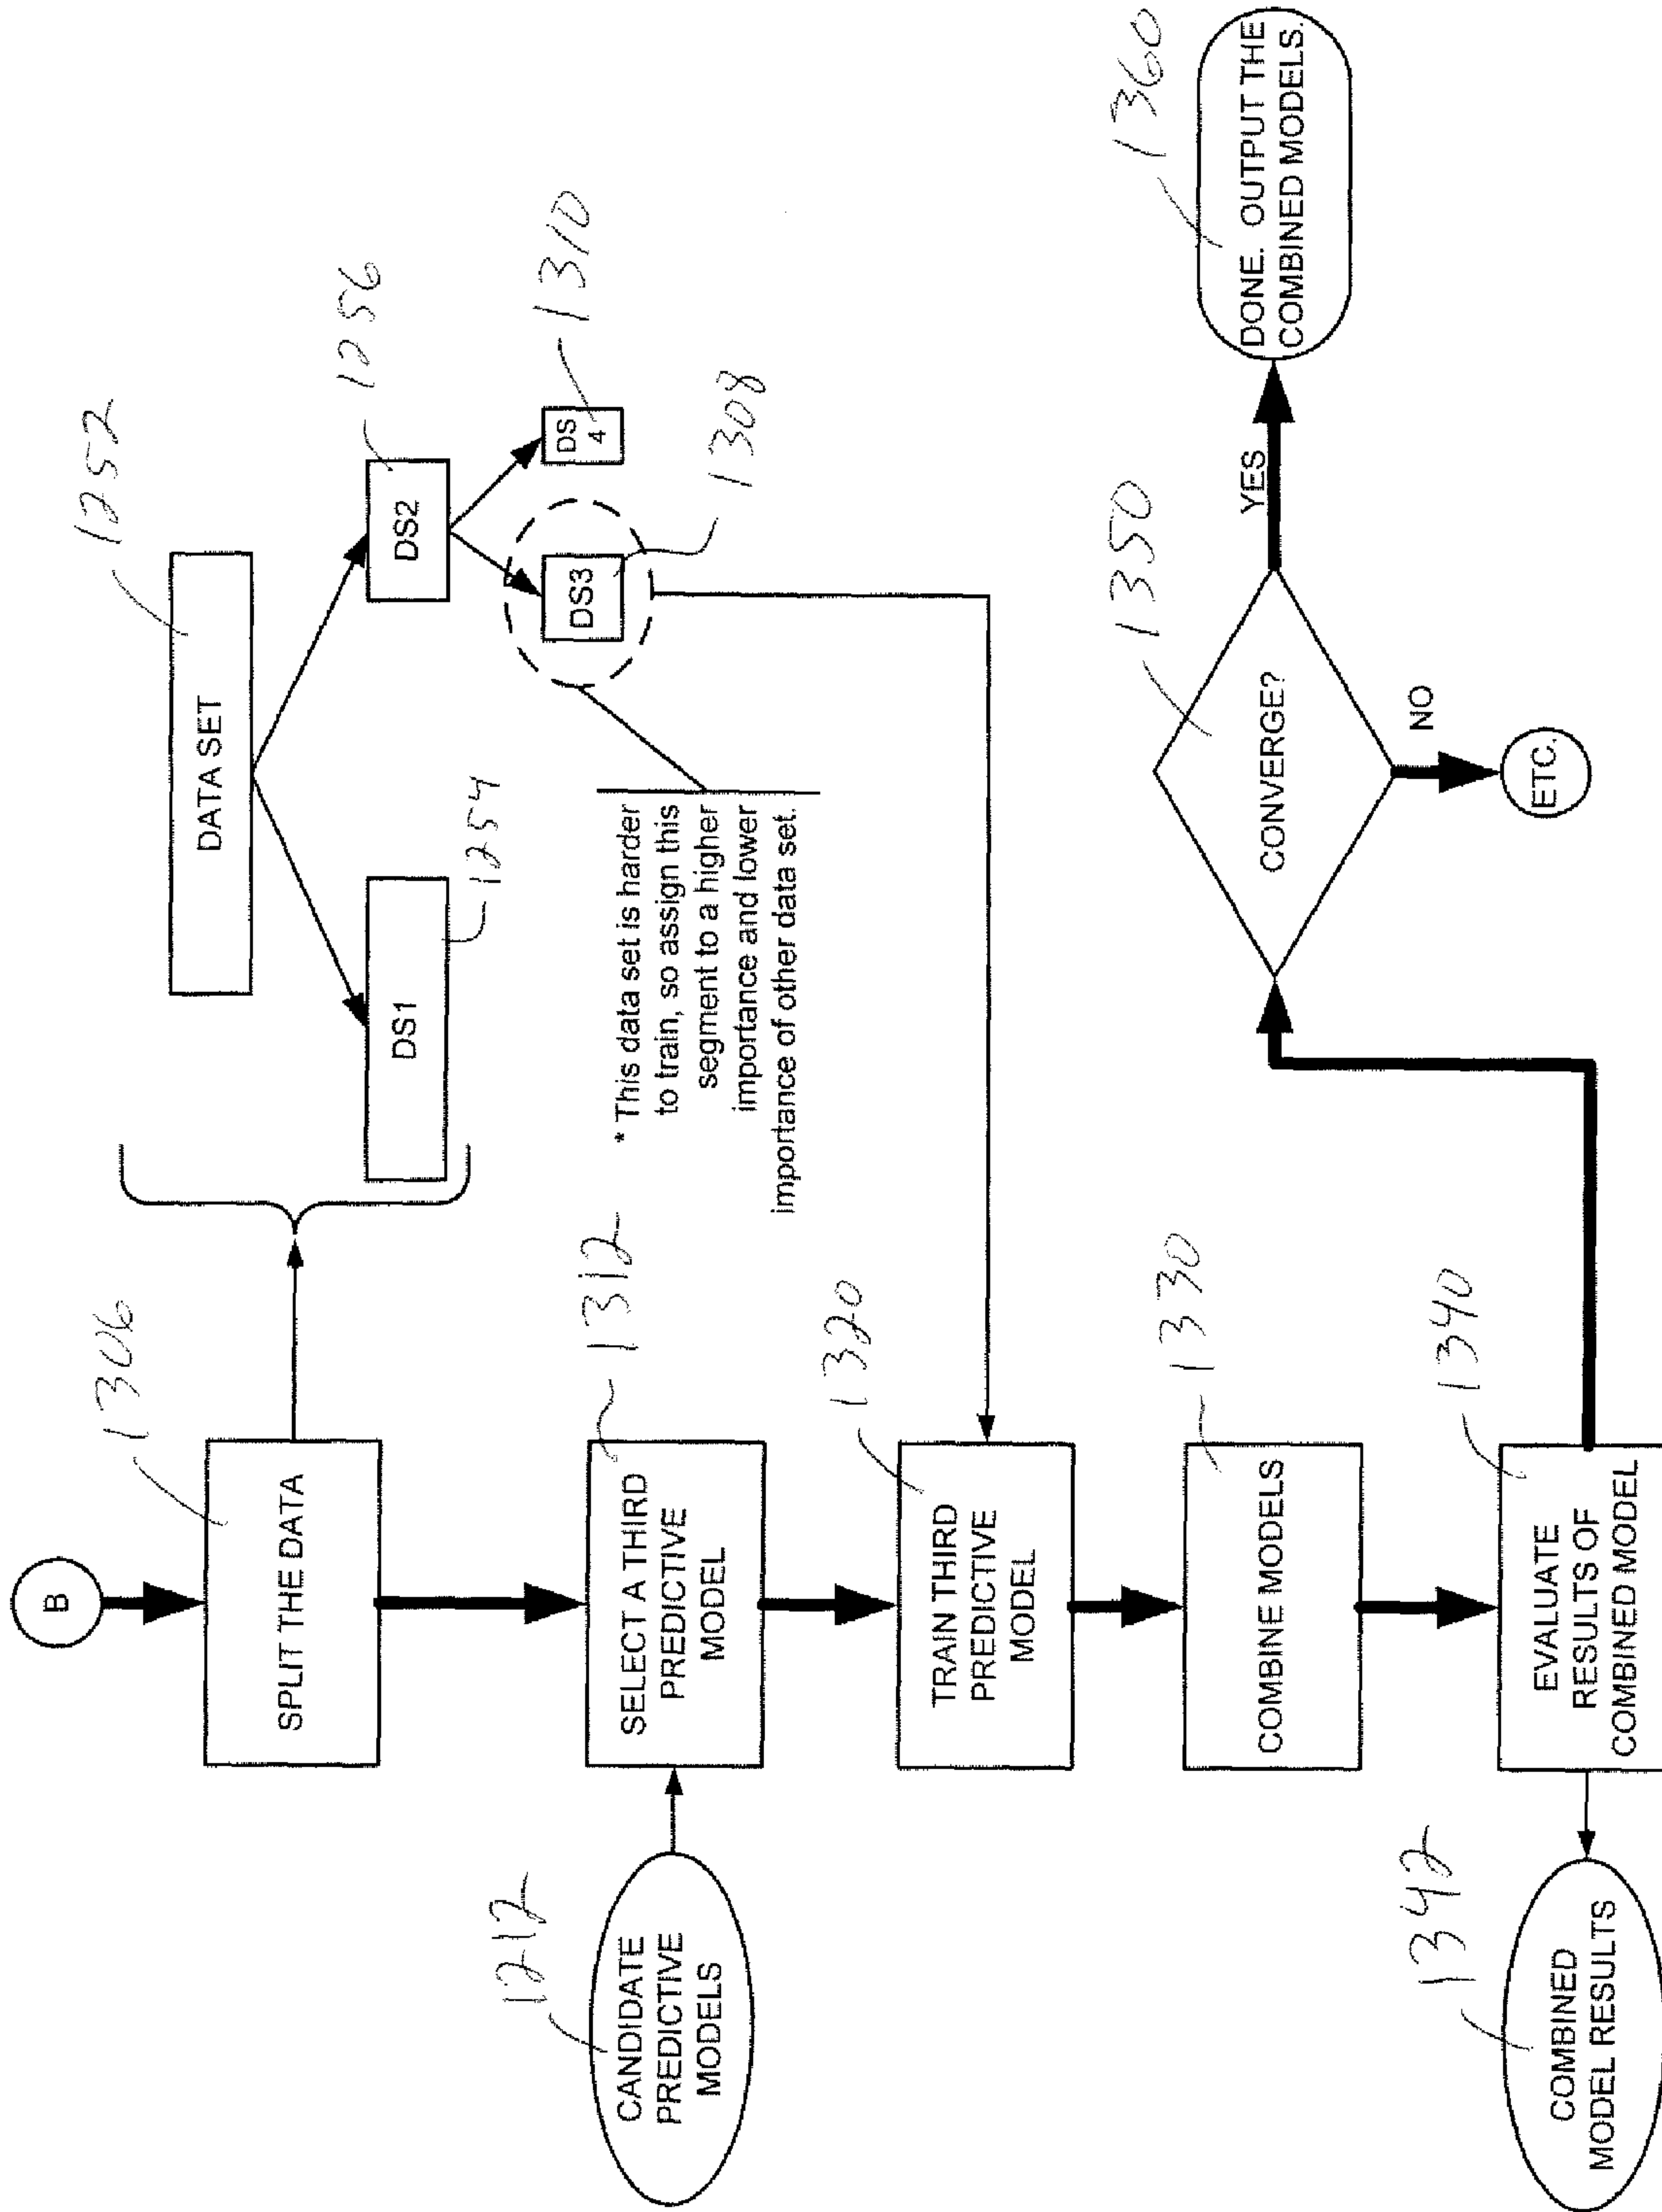 B
1306
SPLIT THE DATA
1252
DATA SET
DS1
1254
DS2
1256
DS3
1308
DS
4
1310
* This data set is harder
to train, so assign this
segment to a higher
importance and lower
importance of other data set.
1212
CANDIDATE
PREDICTIVE
MODELS
1312
SELECT A THIRD
PREDICTIVE
MODEL
1320
TRAIN THIRD
PREDICTIVE
MODEL
1330
COMBINE MODELS
1340
EVALUATE
RESULTS OF
COMBINED MODEL
1342
COMBINED
MODEL RESULTS
1350
CONVERGE?
YES
NO
ETC.
1360
DONE. OUTPUT THE
COMBINED MODELS.